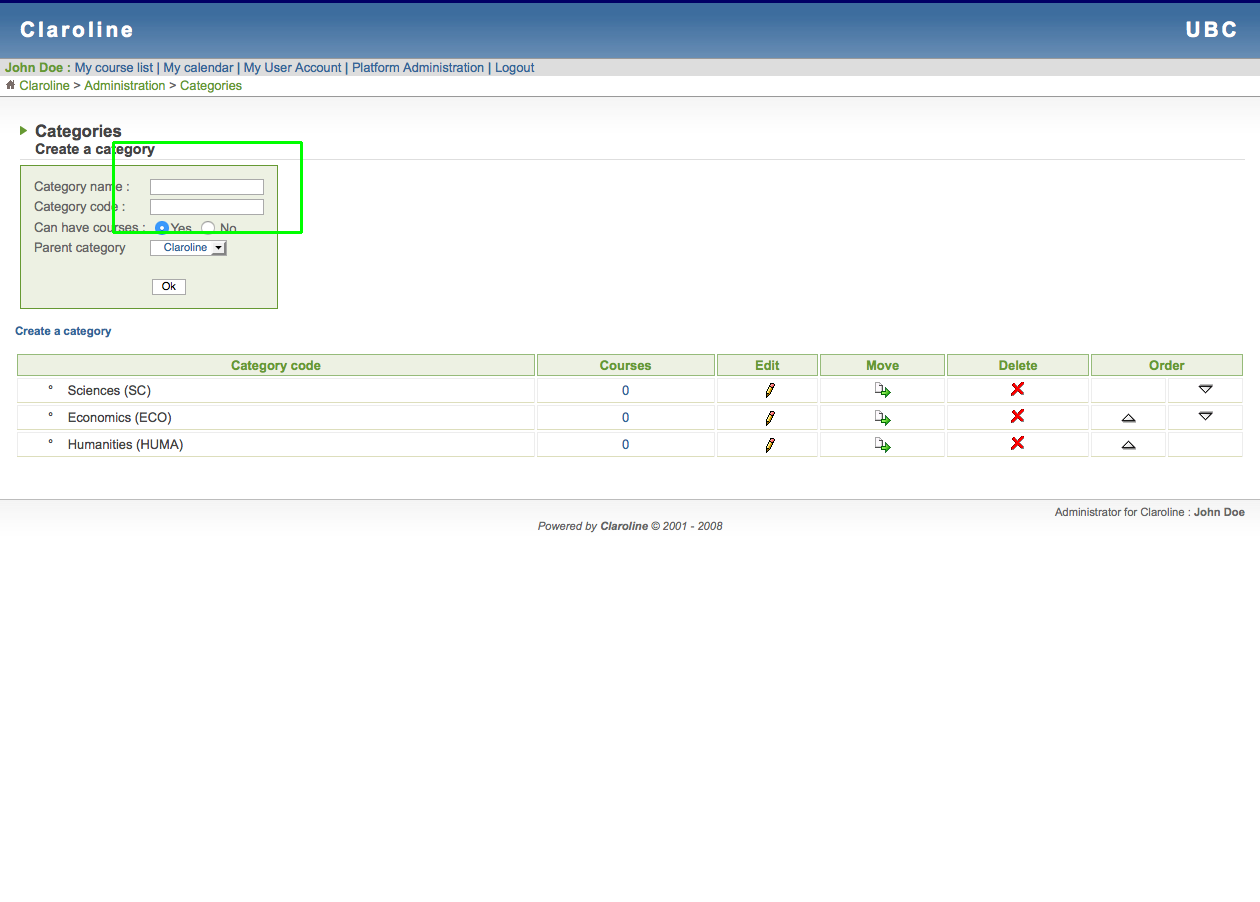 Claroline UBC
John Doe : My course list | My calendar | My User Account | Platform Administration | Logout
Claroline > Administration > Categories
Categories
Create a category
Category name :
Category code :
Can have courses : Yes No
Parent category Claroline
Ok
Create a category
Category code Courses Edit Move Delete Order
° Sciences (SC) 0
° Economics (ECO) 0
° Humanities (HUMA) 0
Administrator for Claroline : John Doe
Powered by Claroline © 2001 - 2008